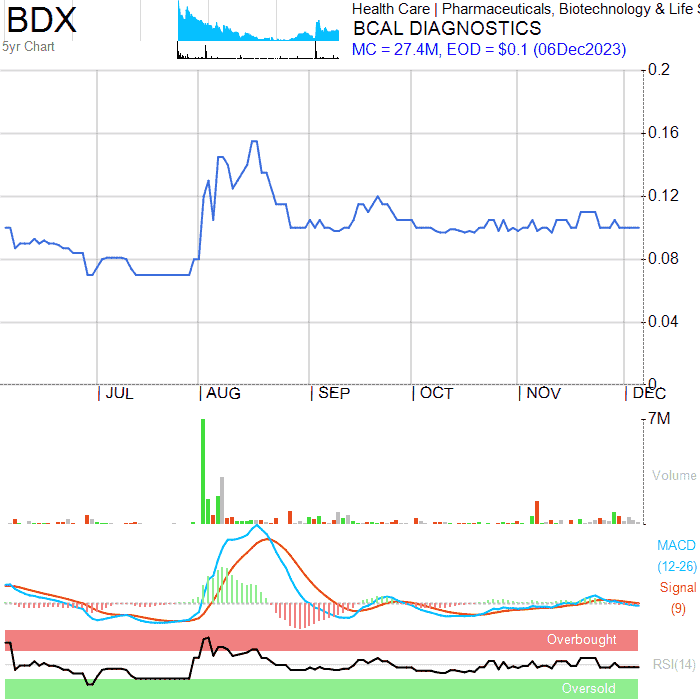 BDX
5yr Chart
Health Care | Pharmaceuticals, Biotechnology & Life
BCAL DIAGNOSTICS
MC = 27.4M, EOD = $0.1 (06Dec2023)
0.2
0.16
0.12
0.08
0.04
0
JUL AUG SEP OCT NOV DEC
7M
Volume
MACD
(12-26)
Signal
(9)
Overbought
RSI(14)
Oversold